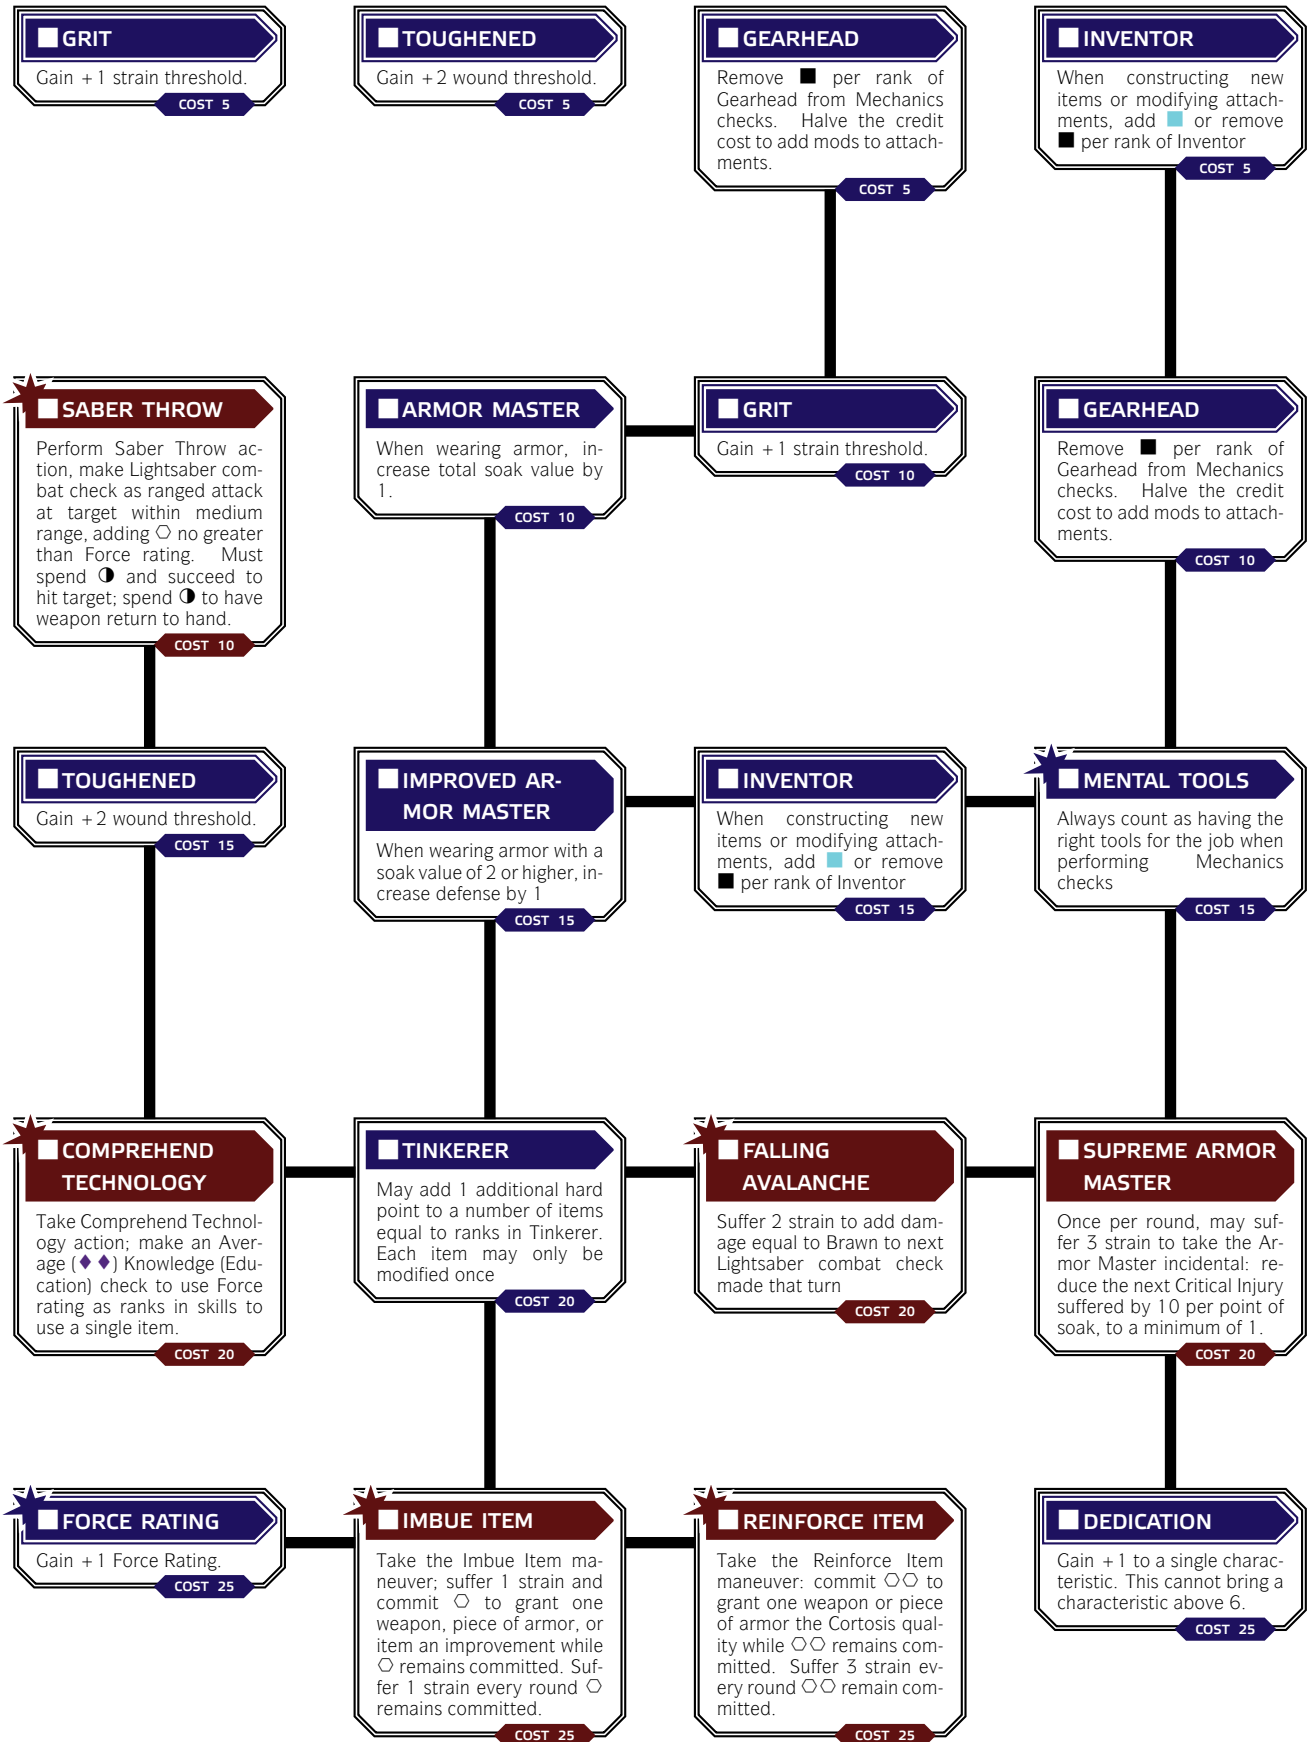 GRIT
Gain +1 strain threshold.
COST 5
TOUGHENED
Gain +2 wound threshold.
COST 5
GEARHEAD
Remove ■ per rank of
Gearhead from Mechanics
checks. Halve the credit
cost to add mods to attach-
ments.
COST 5
INVENTOR
When constructing new
items or modifying attach-
ments, add ■ or remove
■ per rank of Inventor
COST 5
SABER THROW
Perform Saber Throw ac-
tion, make Lightsaber com-
bat check as ranged attack
at target within medium
range, adding ⬡ no greater
than Force rating. Must
spend ◑ and succeed to
hit target; spend ◑ to have
weapon return to hand.
COST 10
ARMOR MASTER
When wearing armor, in-
crease total soak value by
1.
COST 10
GRIT
Gain +1 strain threshold.
COST 10
GEARHEAD
Remove ■ per rank of
Gearhead from Mechanics
checks. Halve the credit
cost to add mods to attach-
ments.
COST 10
TOUGHENED
Gain +2 wound threshold.
COST 15
IMPROVED AR-
MOR MASTER
When wearing armor with a
soak value of 2 or higher, in-
crease defense by 1
COST 15
INVENTOR
When constructing new
items or modifying attach-
ments, add ■ or remove
■ per rank of Inventor
COST 15
MENTAL TOOLS
Always count as having the
right tools for the job when
performing Mechanics
checks
COST 15
COMPREHEND
TECHNOLOGY
Take Comprehend Technol-
ogy action; make an Aver-
age (♦ ♦) Knowledge (Edu-
cation) check to use Force
rating as ranks in skills to
use a single item.
COST 20
TINKERER
May add 1 additional hard
point to a number of items
equal to ranks in Tinkerer.
Each item may only be
modified once
COST 20
FALLING
AVALANCHE
Suffer 2 strain to add dam-
age equal to Brawn to next
Lightsaber combat check
made that turn
COST 20
SUPREME ARMOR
MASTER
Once per round, may suf-
fer 3 strain to take the Ar-
mor Master incidental: re-
duce the next Critical Injury
suffered by 10 per point of
soak, to a minimum of 1.
COST 20
FORCE RATING
Gain +1 Force Rating.
COST 25
IMBUE ITEM
Take the Imbue Item ma-
neuver; suffer 1 strain and
commit ⬡ to grant one
weapon, piece of armor, or
item an improvement while
⬡ remains committed. Suf-
fer 1 strain every round ⬡
remains committed.
COST 25
REINFORCE ITEM
Take the Reinforce Item
maneuver: commit ⬡⬡ to
grant one weapon or piece
of armor the Cortosis qual-
ity while ⬡⬡ remains com-
mitted. Suffer 3 strain ev-
ery round ⬡⬡ remain com-
mitted.
COST 25
DEDICATION
Gain +1 to a single charac-
teristic. This cannot bring a
characteristic above 6.
COST 25